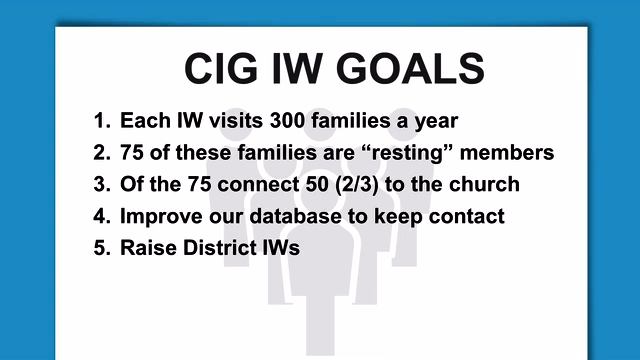 CIG IW GOALS
1. Each IW visits 300 families a year
2. 75 of these families are “resting” members
3. Of the 75 connect 50 (2/3) to the church
4. Improve our database to keep contact
5. Raise District IWs